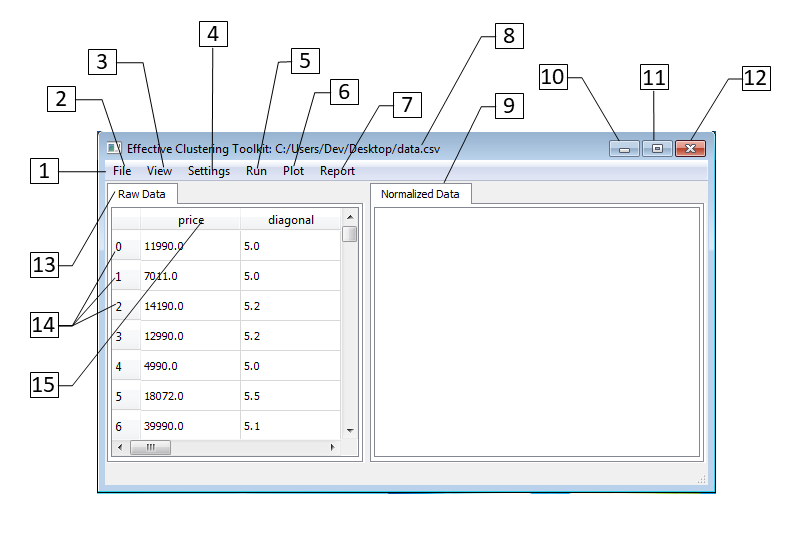 4
8
3
5
6
10
11
12
2
7
9
Effective Clustering Toolkit: C:/Users/Dev/Desktop/data.csv
1
File View Settings Run Plot Report
Raw Data
Normalized Data
price diagonal
0 11990.0 5.0
13
1 7011.0 5.0
2 14190.0 5.2
14
3 12990.0 5.2
4 4990.0 5.0
15
5 18072.0 5.5
6 39990.0 5.1